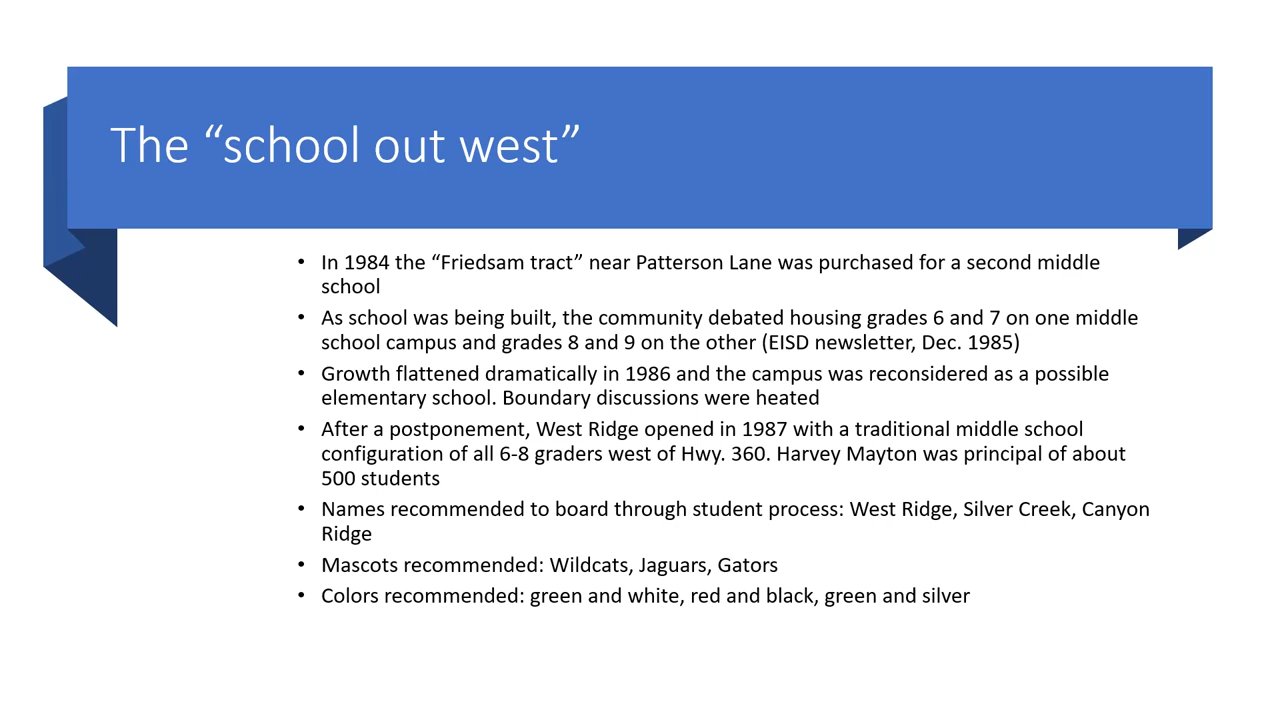 The “school out west”
• In 1984 the “Friedsam tract” near Patterson Lane was purchased for a second middle
school
• As school was being built, the community debated housing grades 6 and 7 on one middle
school campus and grades 8 and 9 on the other (EISD newsletter, Dec. 1985)
• Growth flattened dramatically in 1986 and the campus was reconsidered as a possible
elementary school. Boundary discussions were heated
• After a postponement, West Ridge opened in 1987 with a traditional middle school
configuration of all 6-8 graders west of Hwy. 360. Harvey Mayton was principal of about
500 students
• Names recommended to board through student process: West Ridge, Silver Creek, Canyon
Ridge
• Mascots recommended: Wildcats, Jaguars, Gators
• Colors recommended: green and white, red and black, green and silver